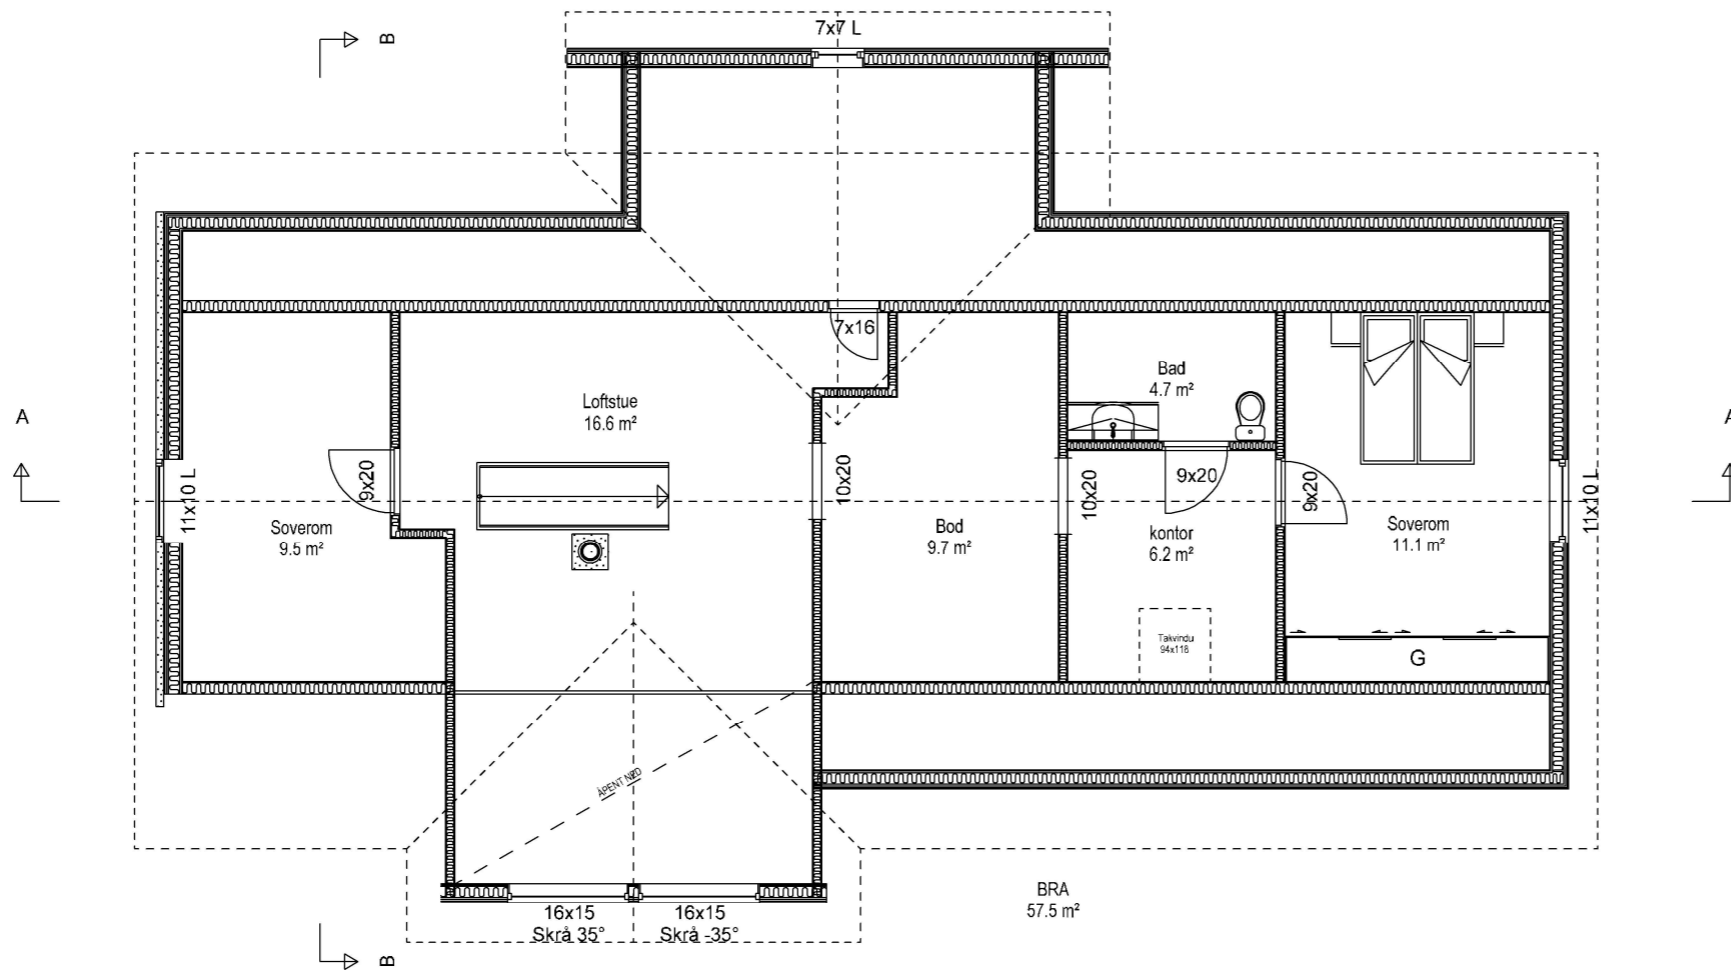 7x7 L
B
7x16
Bad
4.7 m²
Loftstue
16.6 m²
A
A
9x20
10x20
10x20
9x20
9x20
11x10 L
11x10 L
Soverom
9.5 m²
Bod
9.7 m²
kontor
6.2 m²
Soverom
11.1 m²
Takvindu
94x118
G
ÅPENT NED
BRA
57.5 m²
16x15
Skrå 35°
16x15
Skrå -35°
B